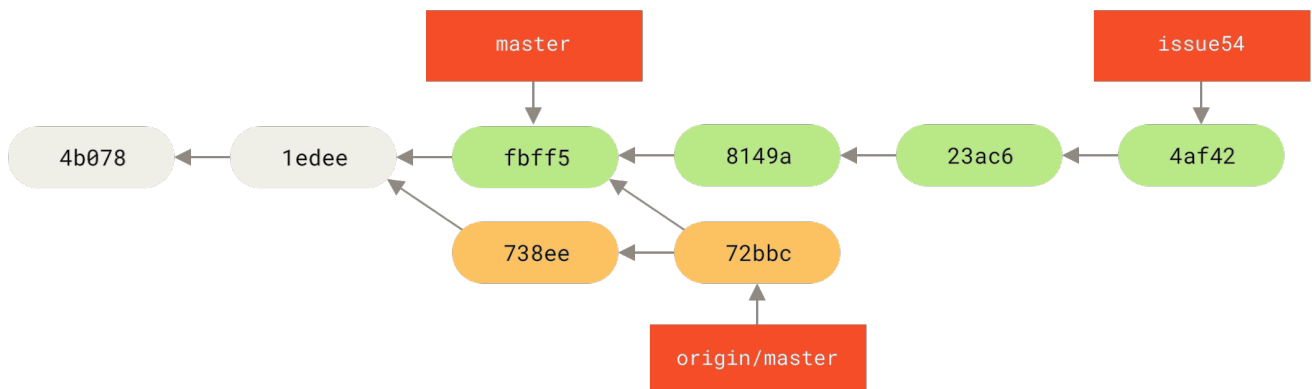 master
issue54
4b078
1edee
fbff5
8149a
23ac6
4af42
738ee
72bbc
origin/master